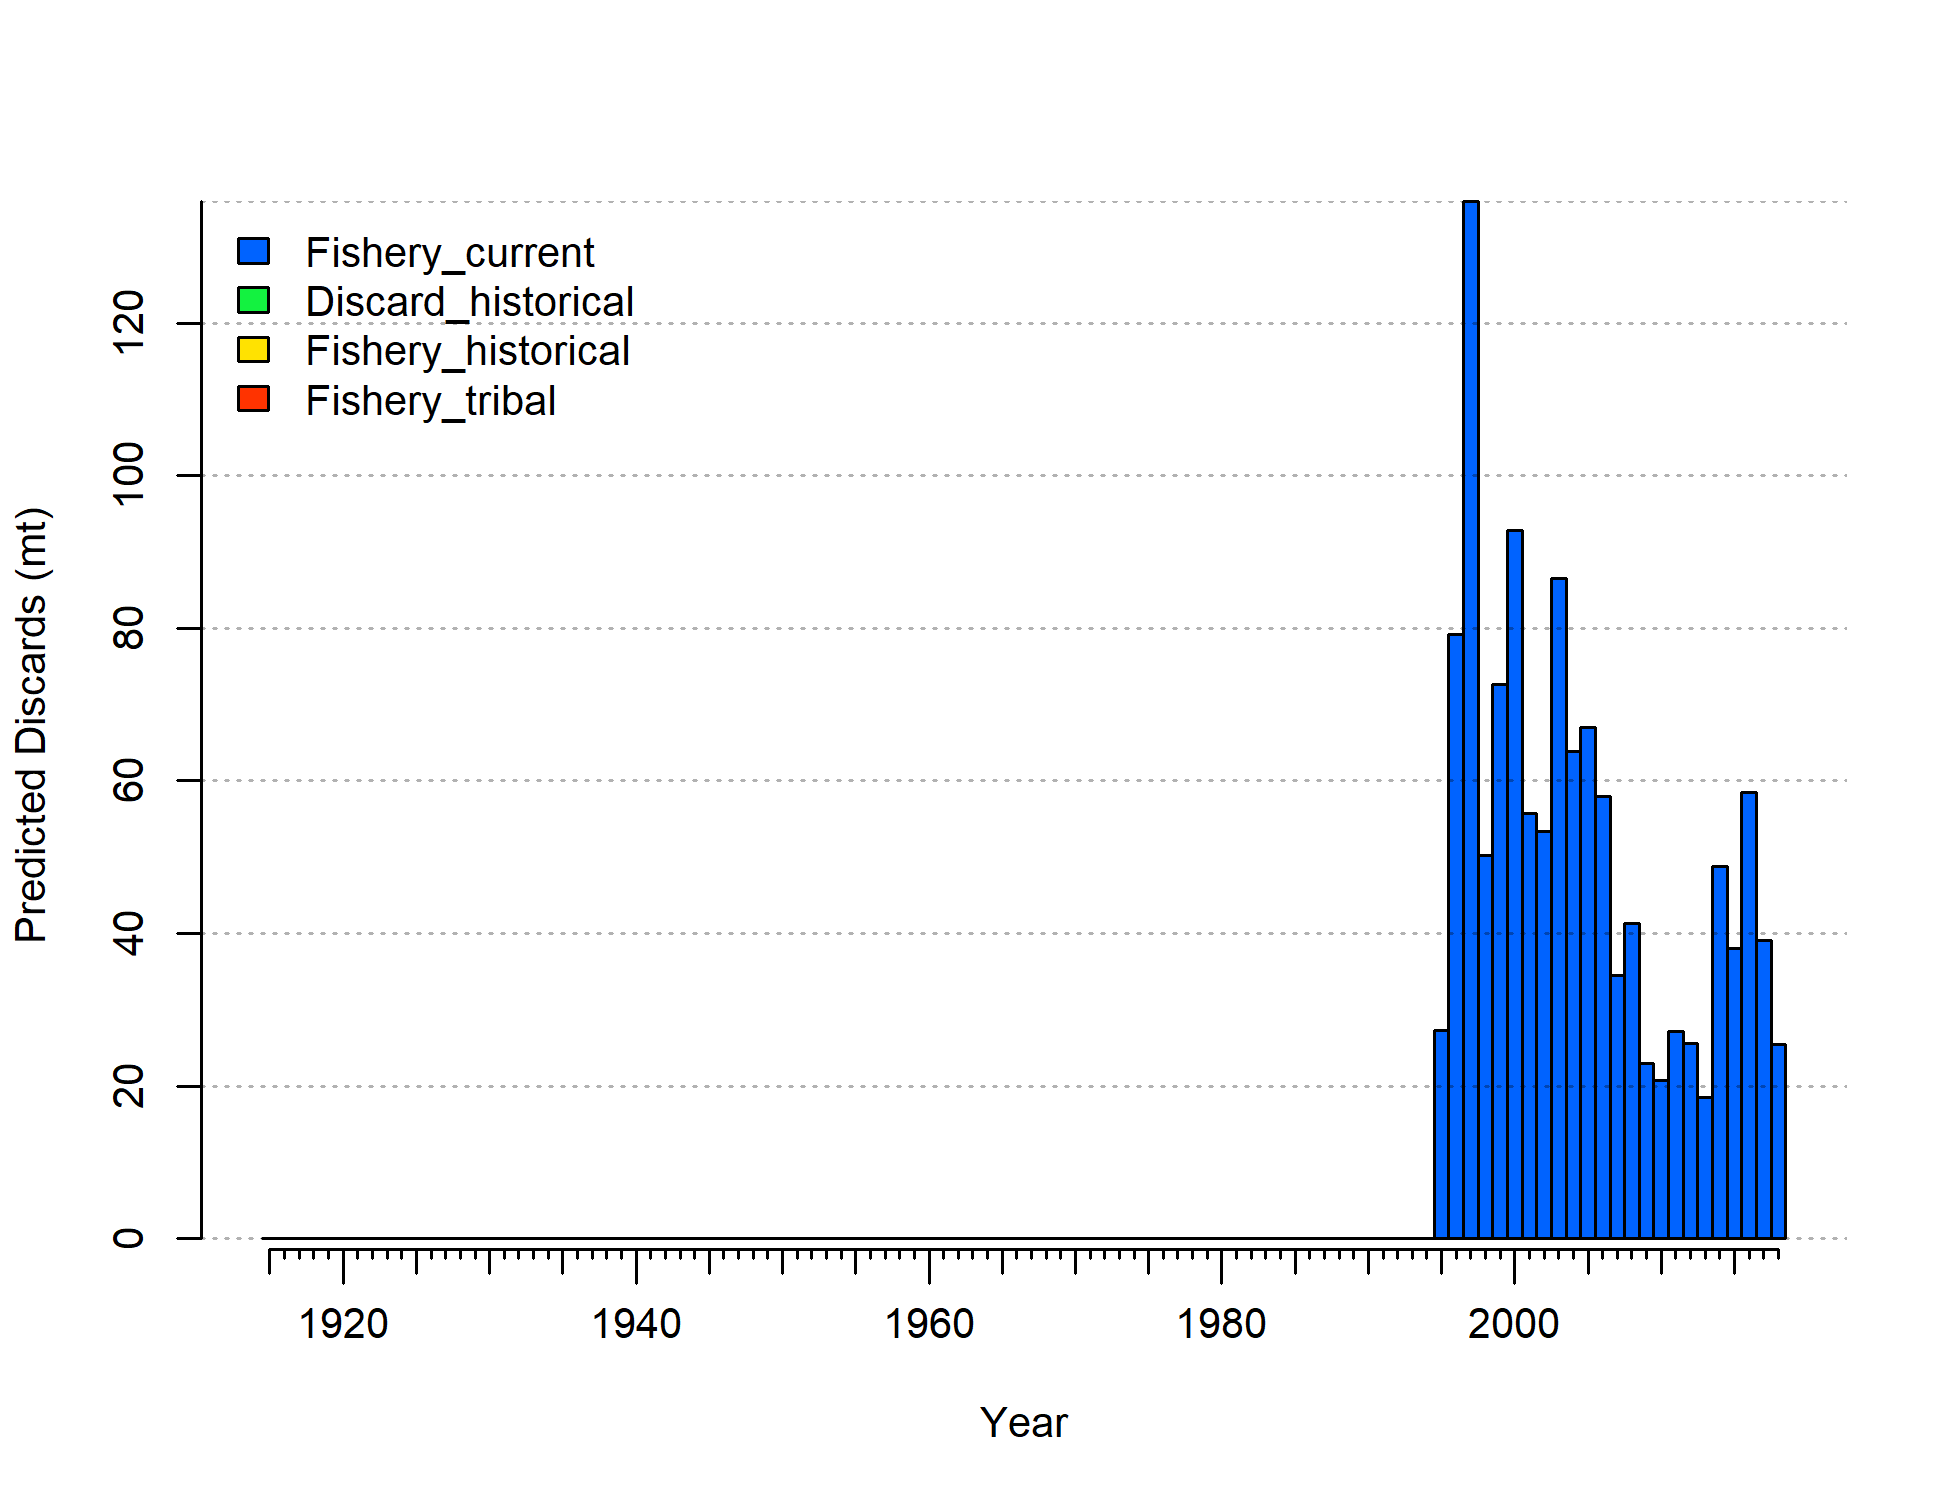 Fishery_current
Discard_historical
Fishery_historical
Fishery_tribal
Predicted Discards (mt)
120
100
80
60
40
20
0
1920 1940 1960 1980 2000
Year